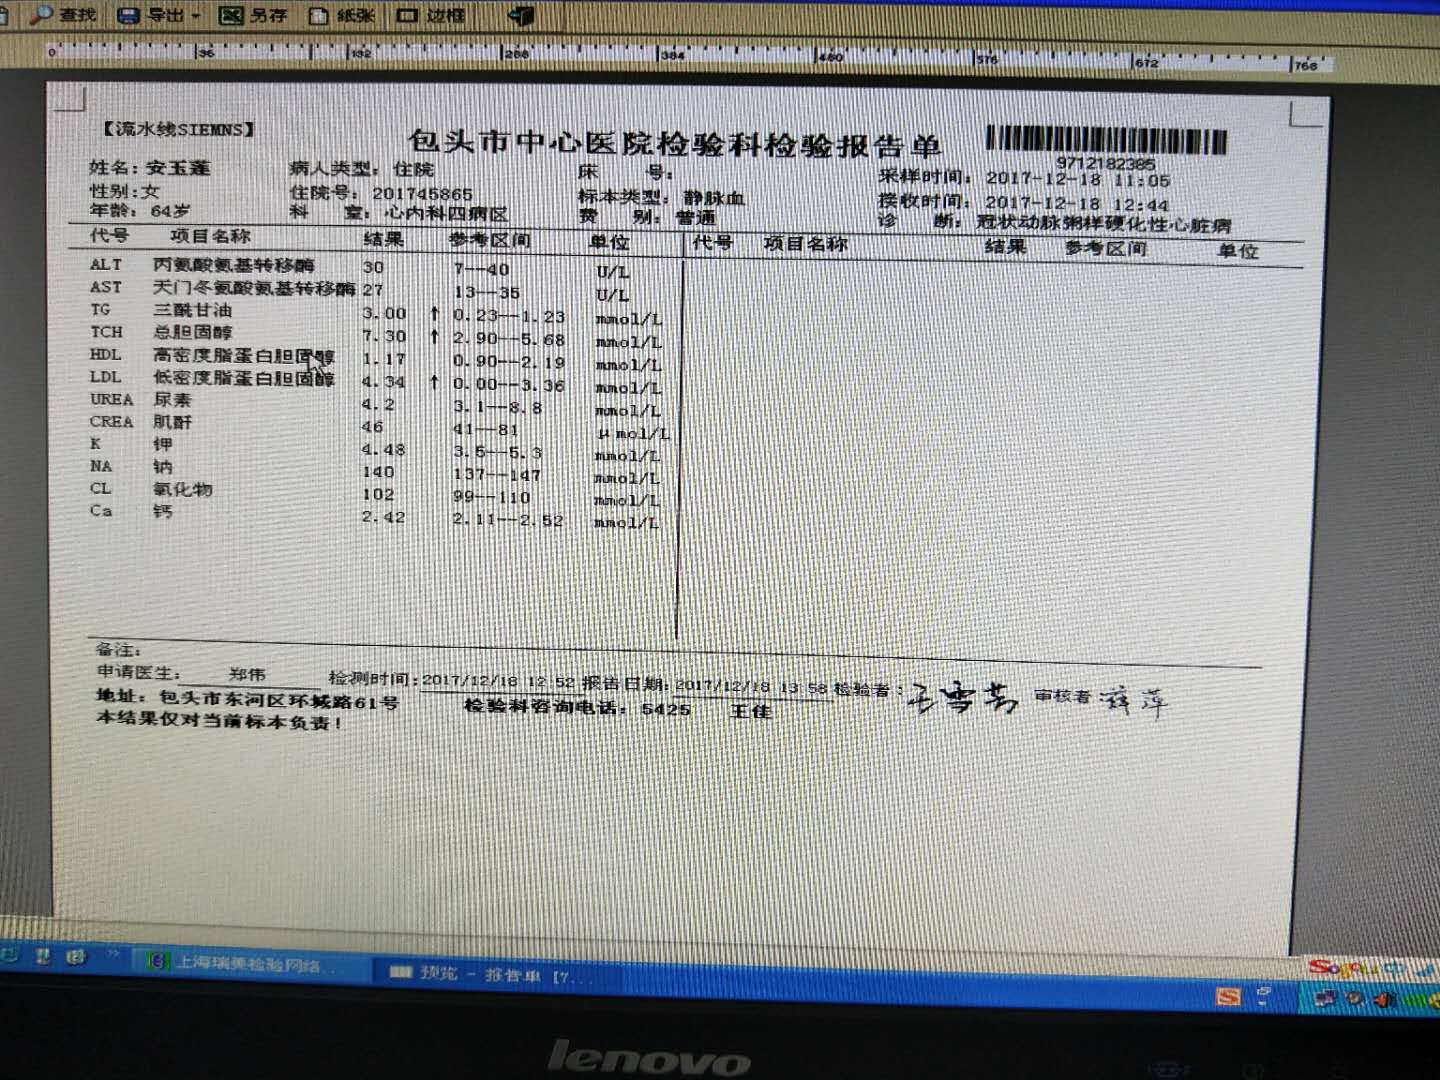 查找 导出 另存 纸张 边框
0 96 192 288 384 480 576 672 768
【流水线SIEMNS】
包头市中心医院检验科检验报告单
9712182385
姓名：安玉莲 病人类型：住院 床 号： 采样时间：2017-12-18 11:05
性别：女 住院号：201745865 标本类型：静脉血 接收时间：2017-12-18 12:44
年龄：64岁 科 室：心内科四病区 费 别：普通 诊 断：冠状动脉粥样硬化性心脏病
代号 项目名称 结果 参考区间 单位 代号 项目名称 结果 参考区间 单位
ALT 丙氨酸氨基转移酶 30 7--40 U/L
AST 天门冬氨酸氨基转移酶 27 13--35 U/L
TG 三酰甘油 3.00 ↑ 0.23--1.23 mmol/L
TCH 总胆固醇 7.30 ↑ 2.90--5.68 mmol/L
HDL 高密度脂蛋白胆固醇 1.17 0.90--2.19 mmol/L
LDL 低密度脂蛋白胆固醇 4.34 ↑ 0.00--3.36 mmol/L
UREA 尿素 4.2 3.1--8.8 mmol/L
CREA 肌酐 46 41--81 μmol/L
K 钾 4.48 3.5--5.3 mmol/L
NA 钠 140 137--147 mmol/L
CL 氯化物 102 99--110 mmol/L
Ca 钙 2.42 2.11--2.52 mmol/L
备注：
申请医生： 郑伟 检测时间：2017/12/18 12:52 报告日期：2017/12/18 13:58 检验者：王雪芳 审核者 萍
地址：包头市东河区环城路61号 检验科咨询电话：5425 王佳
本结果仅对当前标本负责！
上海瑞美检验网络... 预览 - 报告单 [7...
Sogou 中
S
lenovo